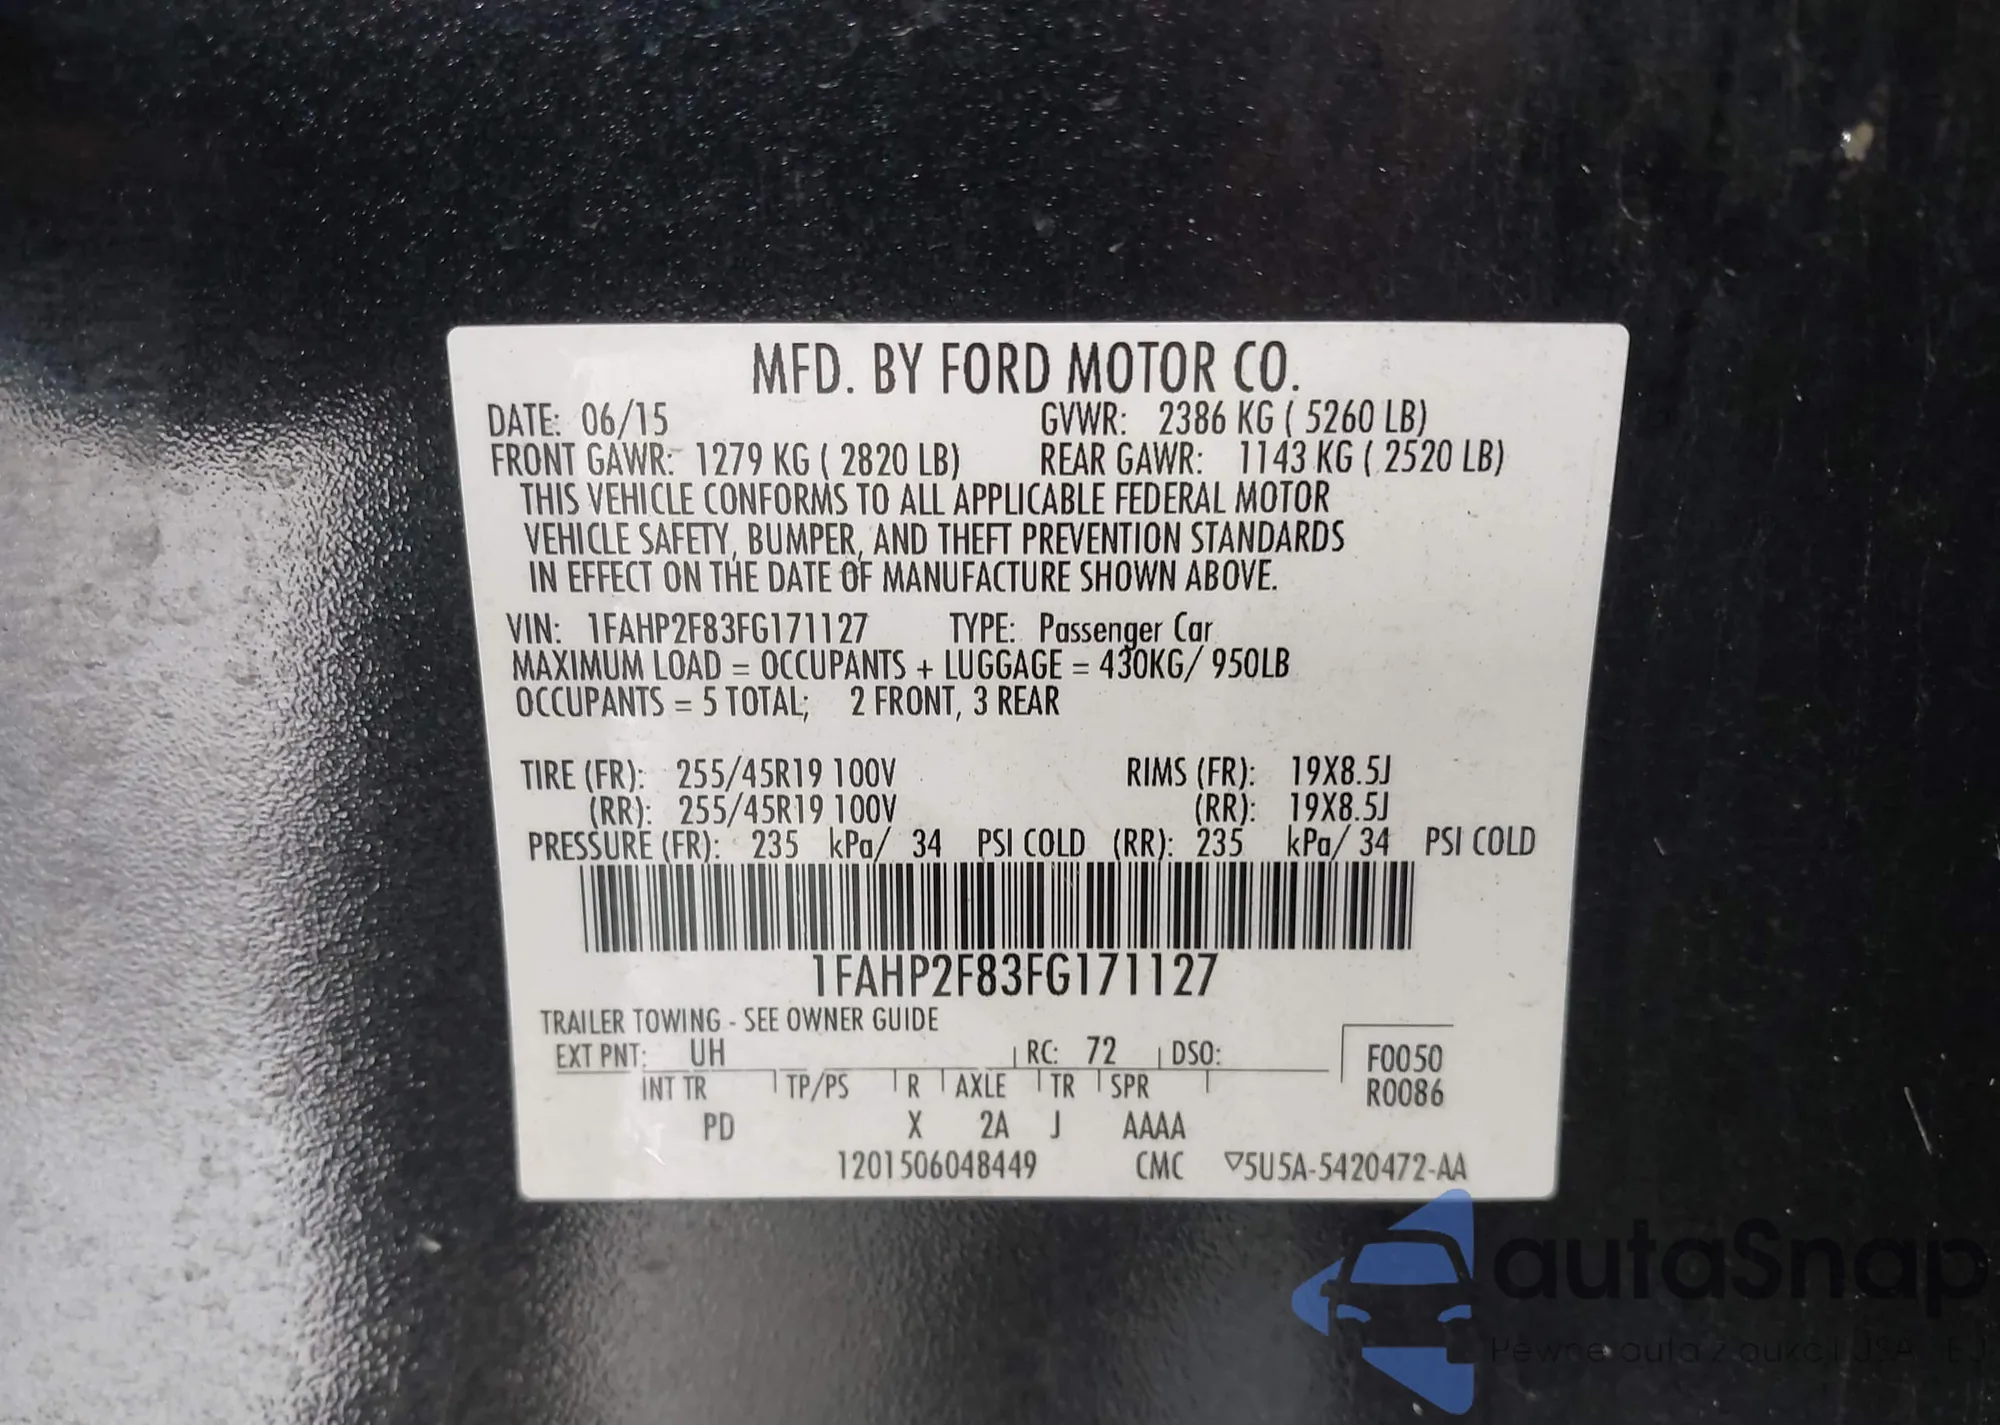 MFD. BY FORD MOTOR CO.
DATE: 06/15 GVWR: 2386 KG ( 5260 LB)
FRONT GAWR: 1279 KG ( 2820 LB) REAR GAWR: 1143 KG ( 2520 LB)
THIS VEHICLE CONFORMS TO ALL APPLICABLE FEDERAL MOTOR
VEHICLE SAFETY, BUMPER, AND THEFT PREVENTION STANDARDS
IN EFFECT ON THE DATE OF MANUFACTURE SHOWN ABOVE.
VIN: 1FAHP2F83FG171127 TYPE: Passenger Car
MAXIMUM LOAD = OCCUPANTS + LUGGAGE = 430KG/ 950LB
OCCUPANTS = 5 TOTAL; 2 FRONT, 3 REAR
TIRE (FR): 255/45R19 100V RIMS (FR): 19X8.5J
(RR): 255/45R19 100V (RR): 19X8.5J
PRESSURE (FR): 235 kPa/ 34 PSI COLD (RR): 235 kPa/ 34 PSI COLD
1FAHP2F83FG171127
TRAILER TOWING - SEE OWNER GUIDE
EXT PNT: UH RC: 72 DSO: F0050
INT TR TP/PS R AXLE TR SPR R0086
PD X 2A J AAAA
1201506048449 CMC ▽5U5A-5420472-AA
autaSnap
Pewne auta z aukcji USA